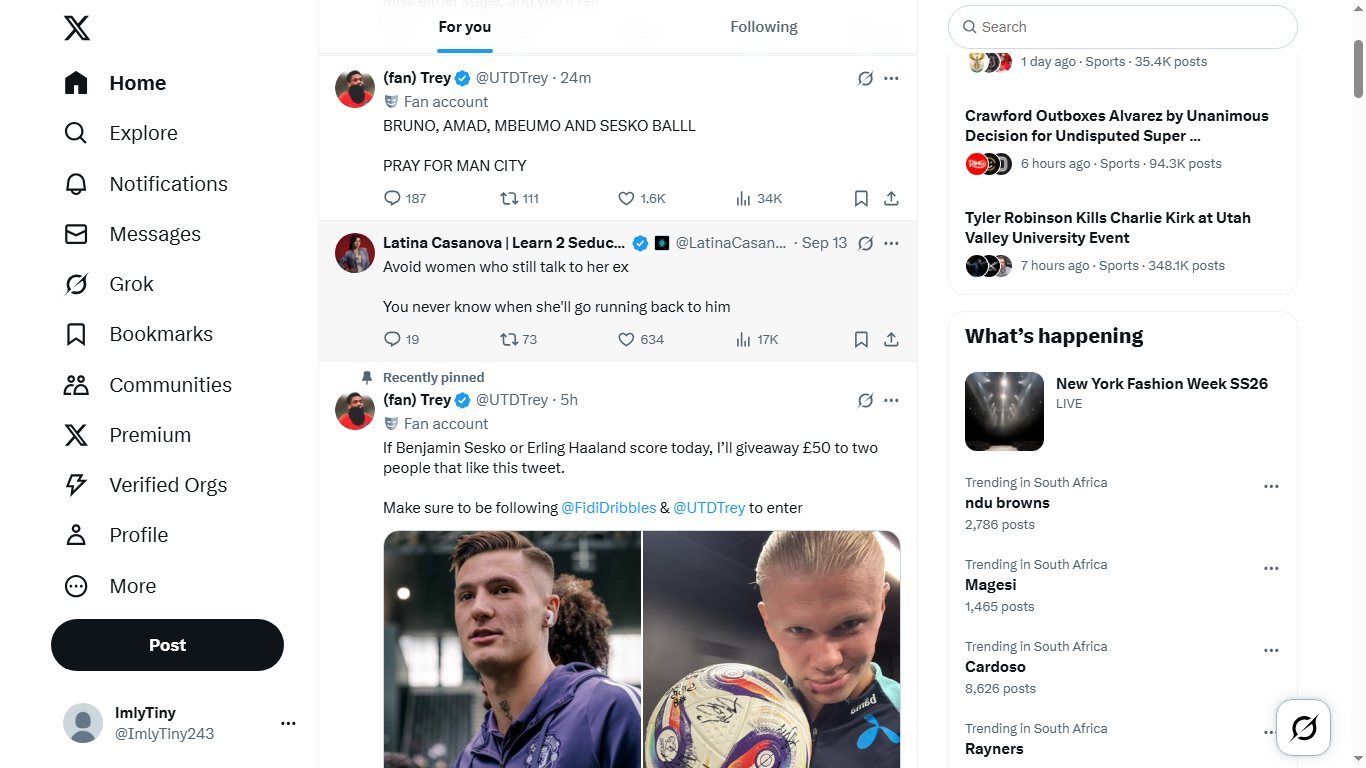 Home
Explore
Notifications
Messages
Grok
Bookmarks
Communities
Premium
Verified Orgs
Profile
More
Post
ImlyTiny
@ImlyTiny243
For you
Following
Miss either stage, and you'll fail
(fan) Trey @UTDTrey · 24m
Fan account
BRUNO, AMAD, MBEUMO AND SESKO BALLL
PRAY FOR MAN CITY
187 111 1.6K 34K
Latina Casanova | Learn 2 Seduc... @LatinaCasan... · Sep 13
Avoid women who still talk to her ex
You never know when she'll go running back to him
19 73 634 17K
Recently pinned
(fan) Trey @UTDTrey · 5h
Fan account
If Benjamin Sesko or Erling Haaland score today, I’ll giveaway £50 to two
people that like this tweet.
Make sure to be following @FidiDribbles & @UTDTrey to enter
Search
1 day ago · Sports · 35.4K posts
Crawford Outboxes Alvarez by Unanimous
Decision for Undisputed Super ...
6 hours ago · Sports · 94.3K posts
Tyler Robinson Kills Charlie Kirk at Utah
Valley University Event
7 hours ago · Sports · 348.1K posts
What’s happening
New York Fashion Week SS26
LIVE
Trending in South Africa
ndu browns
2,786 posts
Trending in South Africa
Magesi
1,465 posts
Trending in South Africa
Cardoso
8,626 posts
Trending in South Africa
Rayners